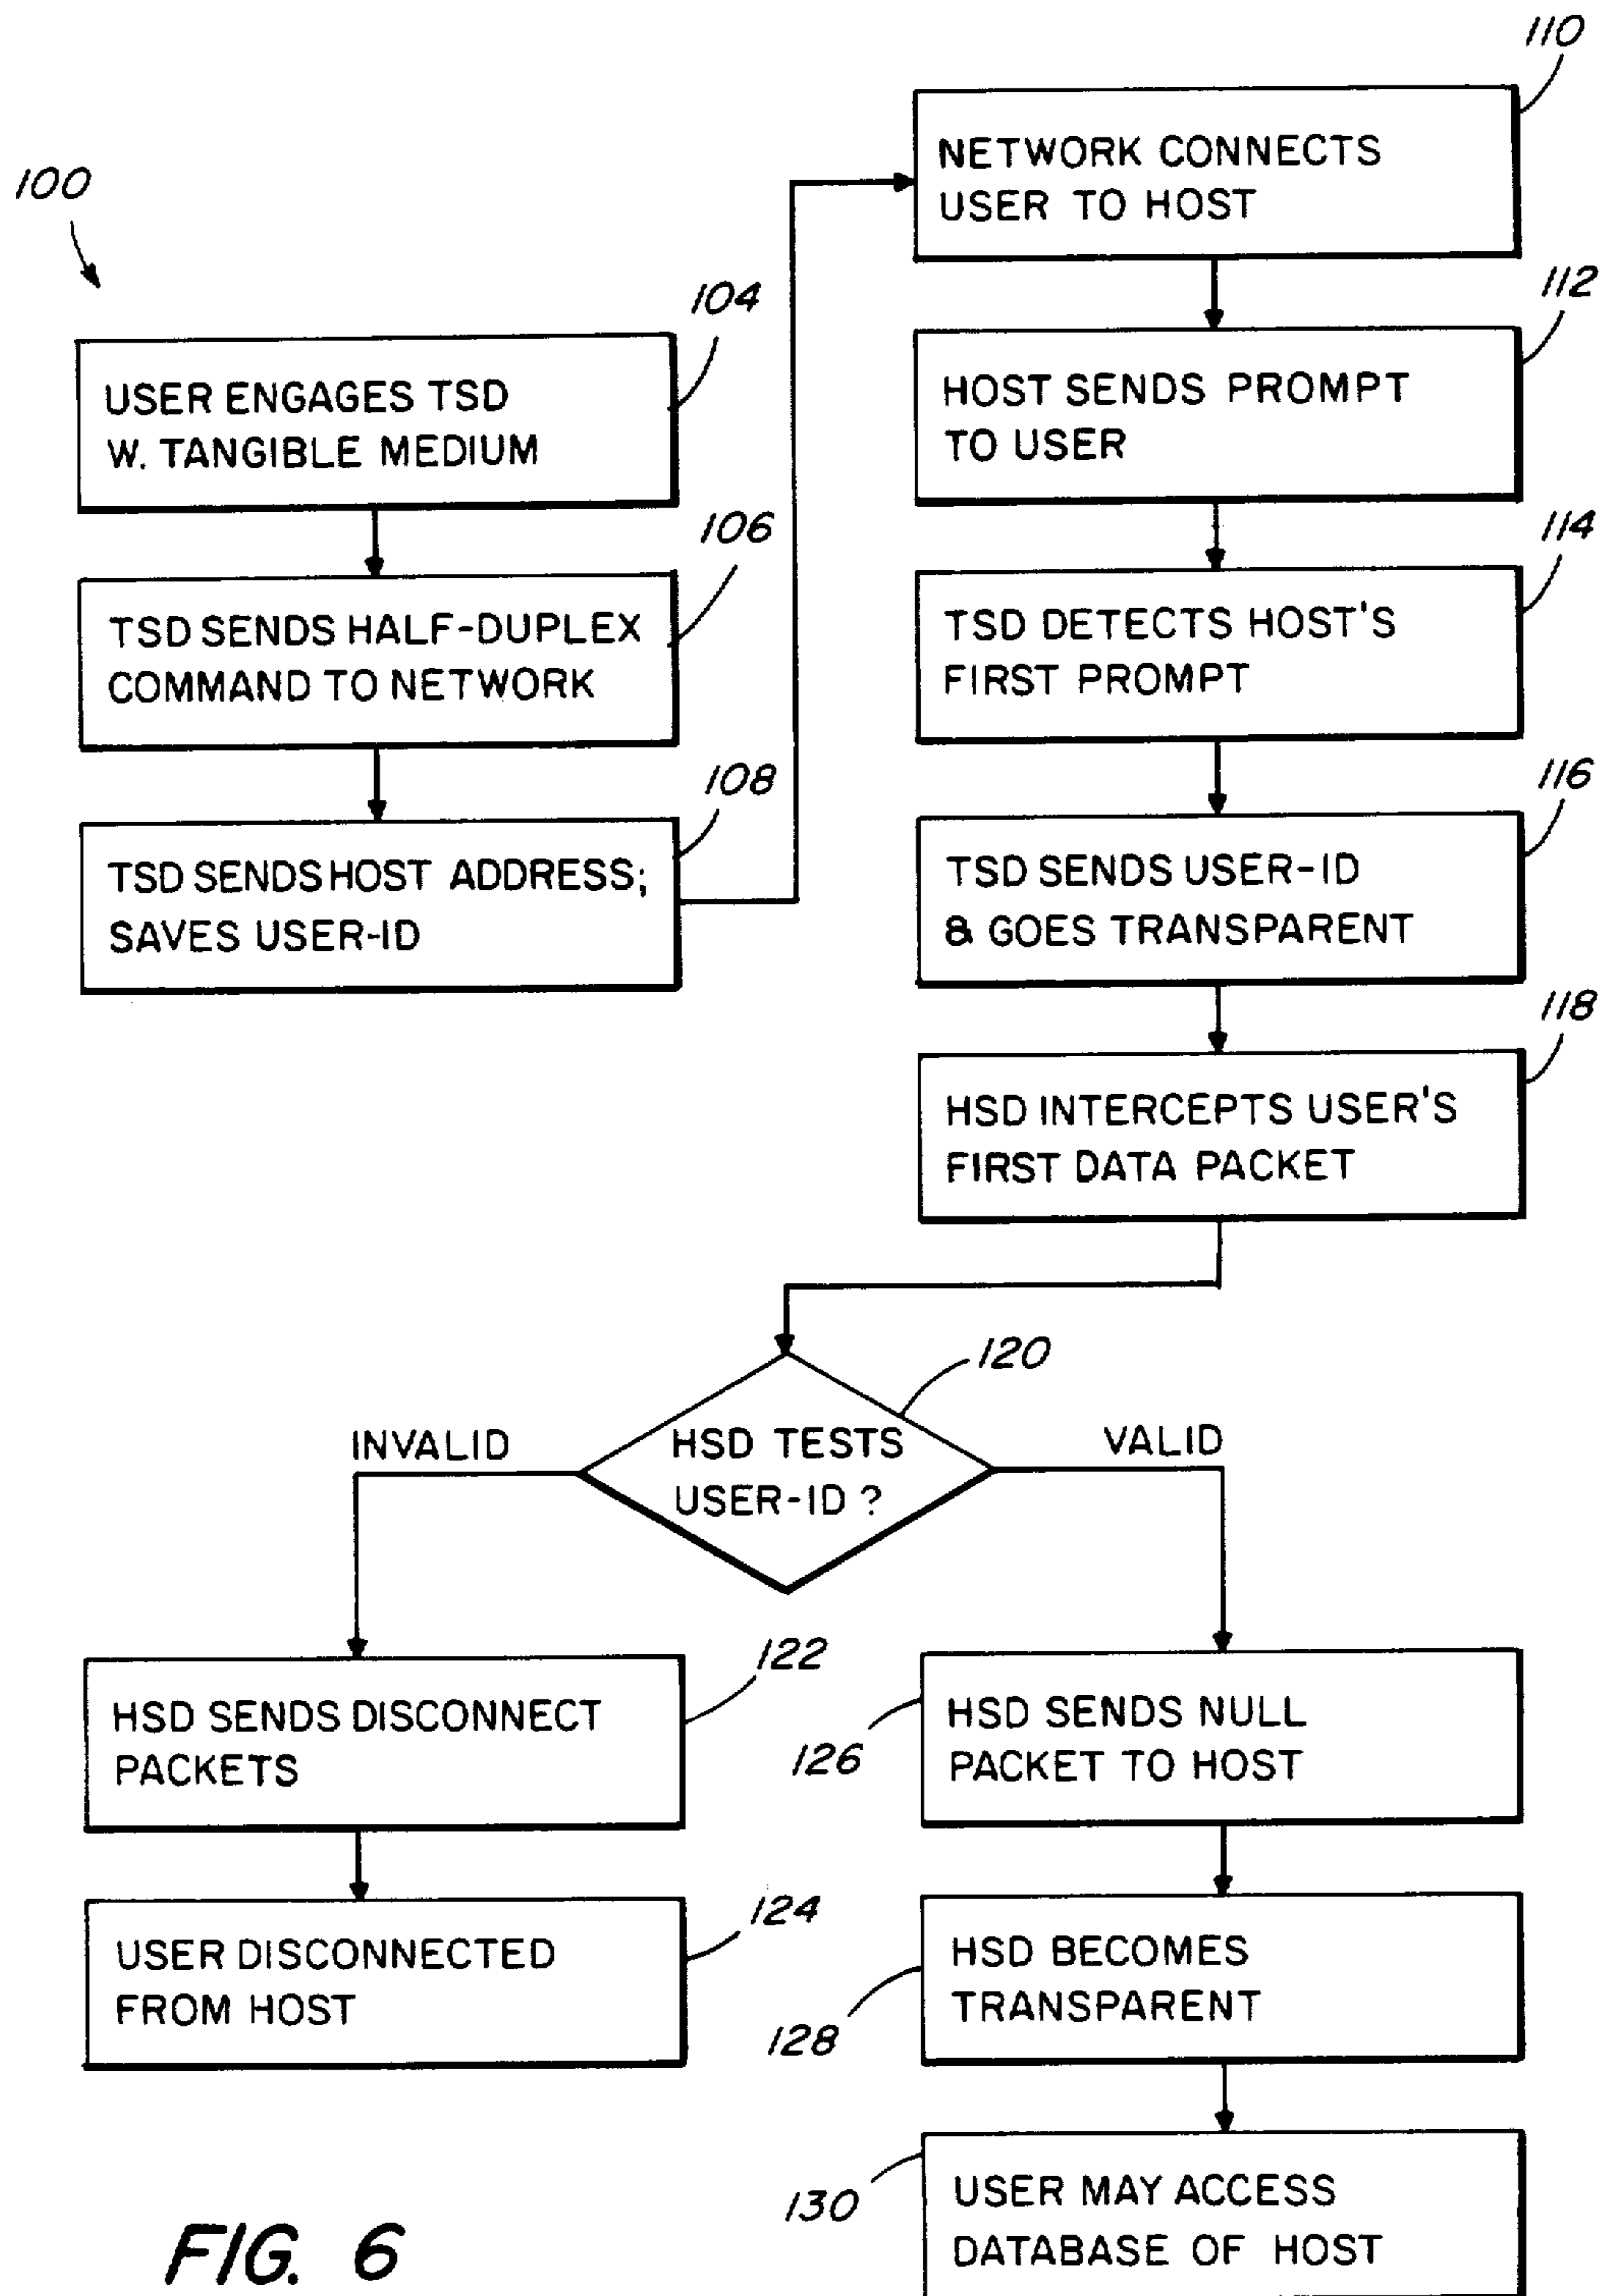 100
104
USER ENGAGES TSD
W. TANGIBLE MEDIUM
106
TSD SENDS HALF-DUPLEX
COMMAND TO NETWORK
108
TSD SENDS HOST ADDRESS;
SAVES USER-ID
110
NETWORK CONNECTS
USER TO HOST
112
HOST SENDS PROMPT
TO USER
114
TSD DETECTS HOST'S
FIRST PROMPT
116
TSD SENDS USER-ID
& GOES TRANSPARENT
118
HSD INTERCEPTS USER'S
FIRST DATA PACKET
120
HSD TESTS
USER-ID ?
INVALID
VALID
122
HSD SENDS DISCONNECT
PACKETS
124
USER DISCONNECTED
FROM HOST
126
HSD SENDS NULL
PACKET TO HOST
128
HSD BECOMES
TRANSPARENT
130
USER MAY ACCESS
DATABASE OF HOST
FIG. 6